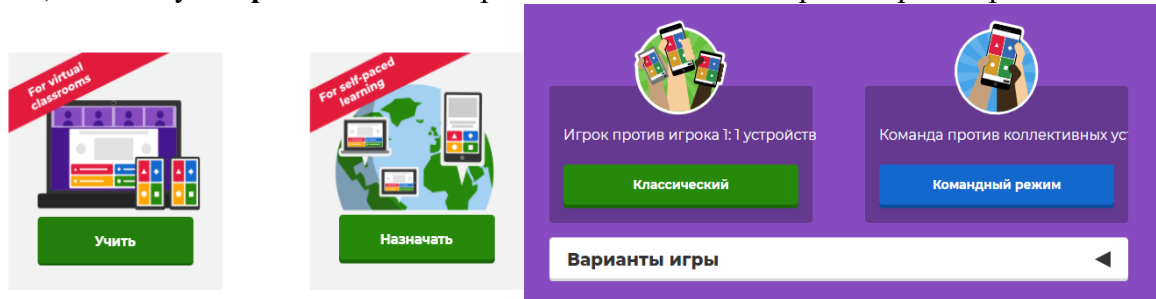 For virtual
classrooms
Учить
For self-paced
learning
Назначать
Игрок против игрока 1: 1 устройств
Классический
Команда против коллективных ус
Командный режим
Варианты игры